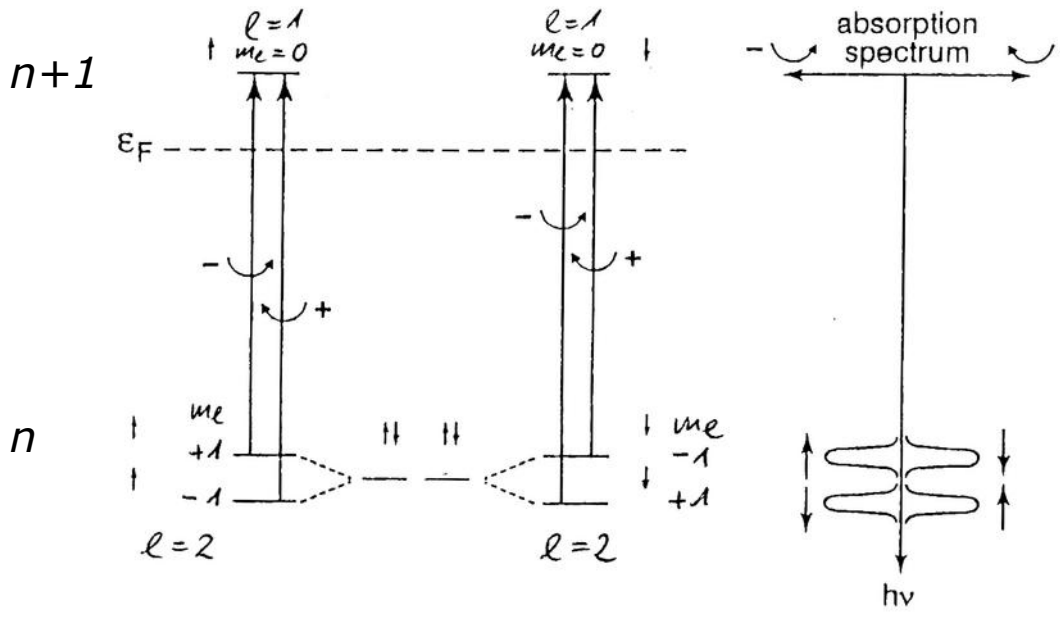 ℓ=1
mℓ=0
ℓ=1
mℓ=0
absorption
spectrum
-
n+1
↑
↓
εF
-
+
-
+
n
↑
mℓ
+1
↑
-1
ℓ=2
↑↓
↑↓
↓
mℓ
-1
↓
+1
ℓ=2
↑
↓
↓
↑
hν